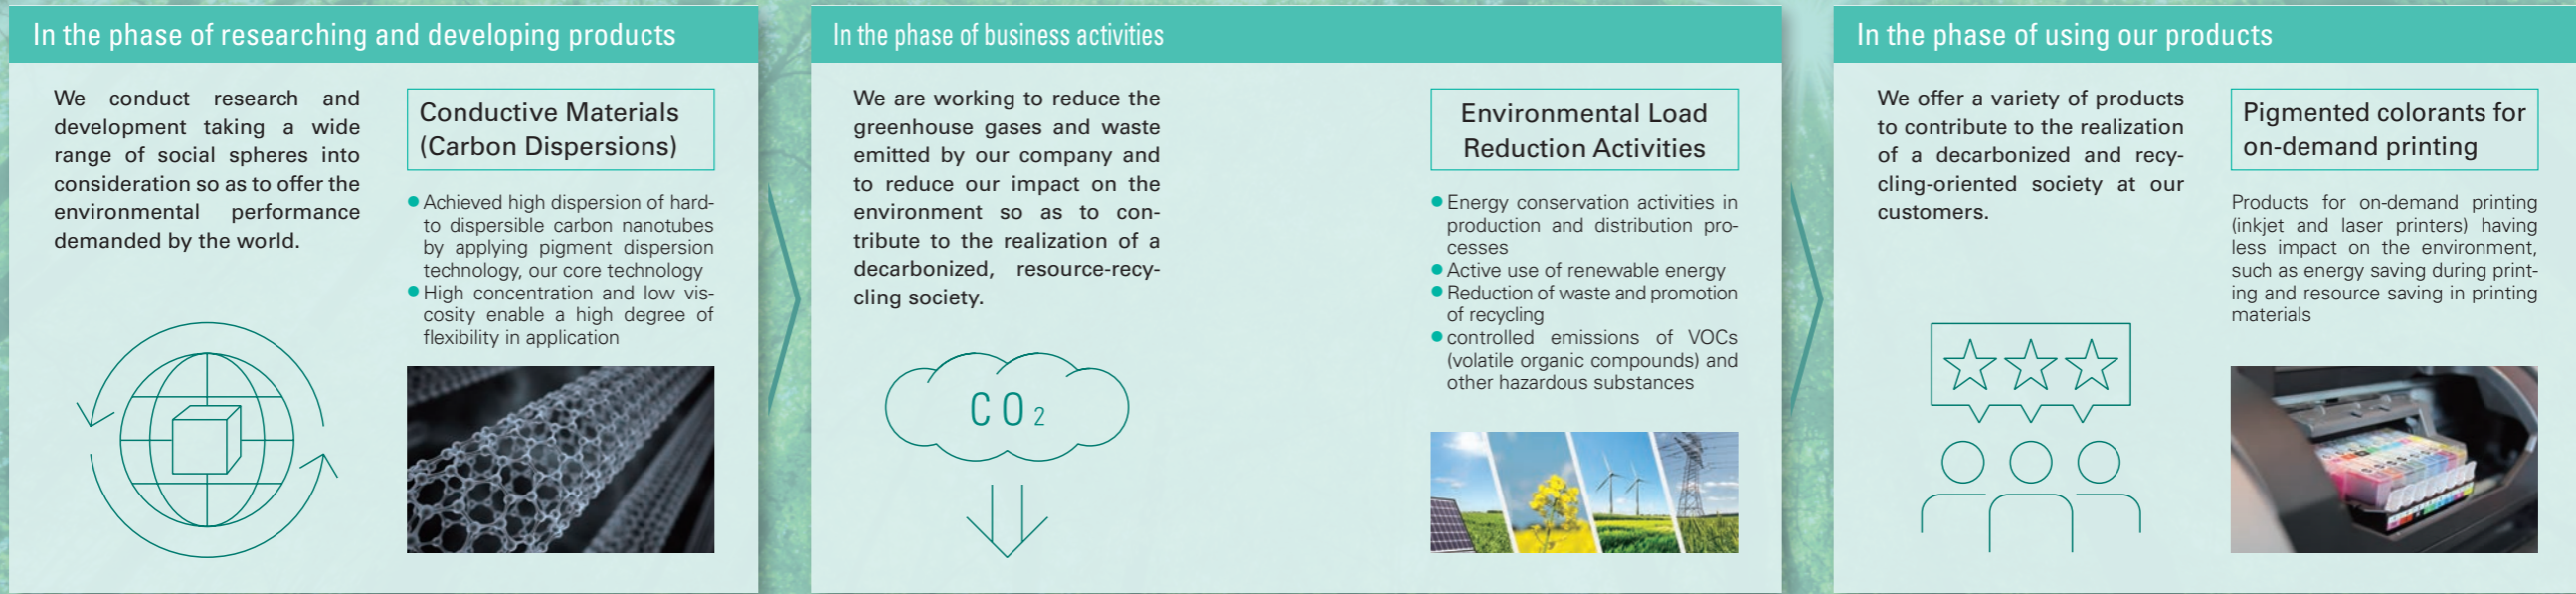 In the phase of researching and developing products
We conduct research and
development taking a wide
range of social spheres into
consideration so as to offer the
environmental performance
demanded by the world.
Conductive Materials
(Carbon Dispersions)
● Achieved high dispersion of hard-
to dispersible carbon nanotubes
by applying pigment dispersion
technology, our core technology
● High concentration and low vis-
cosity enable a high degree of
flexibility in application
In the phase of business activities
We are working to reduce the
greenhouse gases and waste
emitted by our company and
to reduce our impact on the
environment so as to con-
tribute to the realization of a
decarbonized, resource-recy-
cling society.
CO2
Environmental Load
Reduction Activities
● Energy conservation activities in
production and distribution pro-
cesses
● Active use of renewable energy
● Reduction of waste and promotion
of recycling
● controlled emissions of VOCs
(volatile organic compounds) and
other hazardous substances
In the phase of using our products
We offer a variety of products
to contribute to the realization
of a decarbonized and recy-
cling-oriented society at our
customers.
Pigmented colorants for
on-demand printing
Products for on-demand printing
(inkjet and laser printers) having
less impact on the environment,
such as energy saving during print-
ing and resource saving in printing
materials